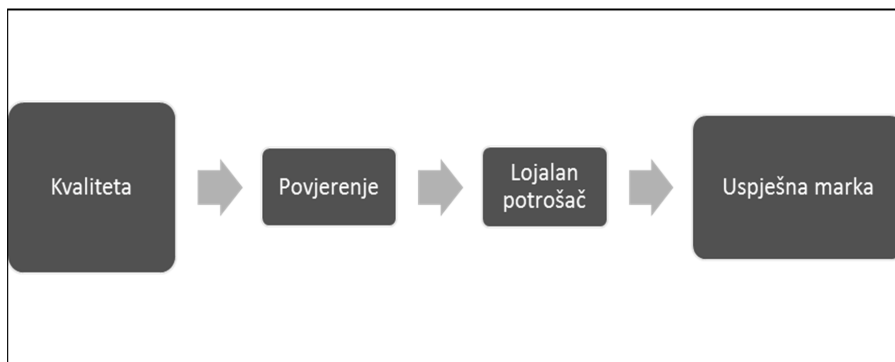 Kvaliteta
Povjerenje
Lojalan
potrošač
Uspješna marka